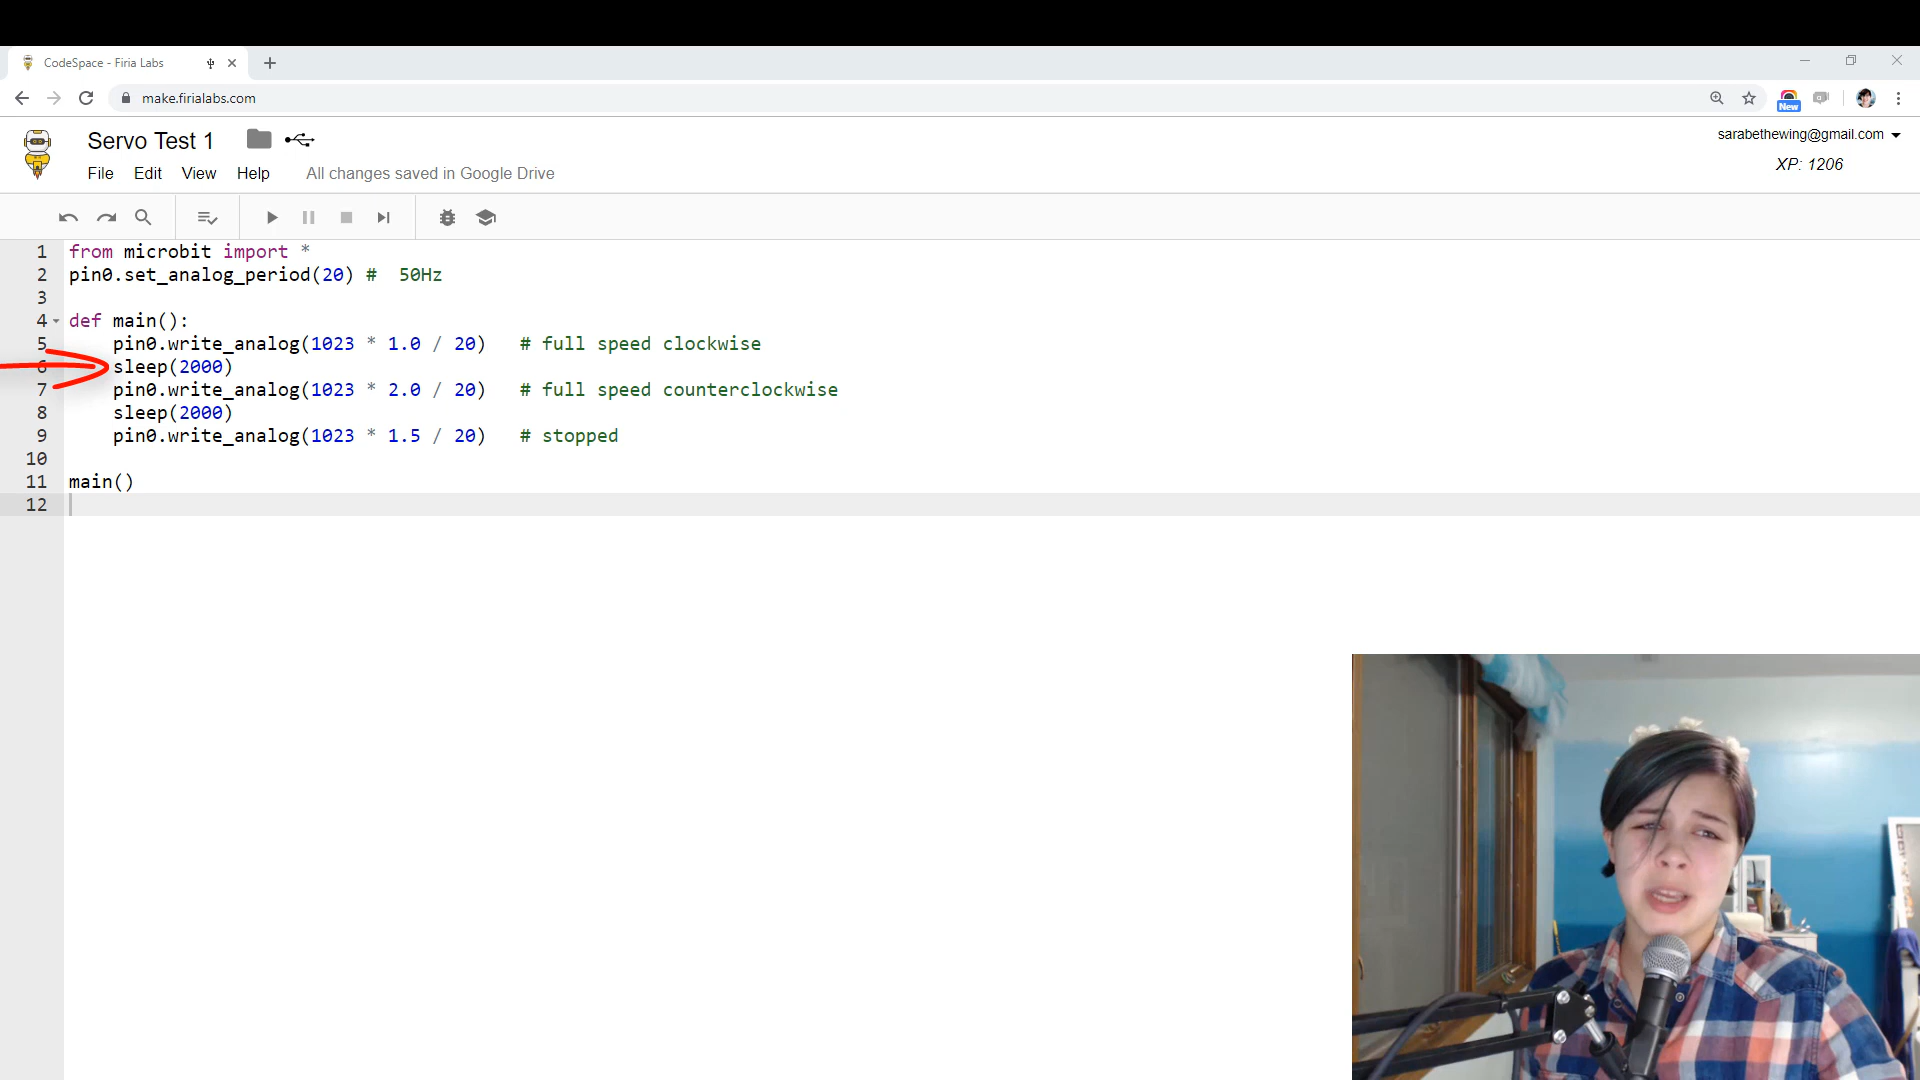 CodeSpace - Firia Labs
make.firialabs.com
New
Servo Test 1
sarabethewing@gmail.com
File Edit View Help All changes saved in Google Drive
XP: 1206
1 from microbit import *
2 pin0.set_analog_period(20) # 50Hz
3
4 def main():
5 pin0.write_analog(1023 * 1.0 / 20) # full speed clockwise
6 sleep(2000)
7 pin0.write_analog(1023 * 2.0 / 20) # full speed counterclockwise
8 sleep(2000)
9 pin0.write_analog(1023 * 1.5 / 20) # stopped
10
11 main()
12